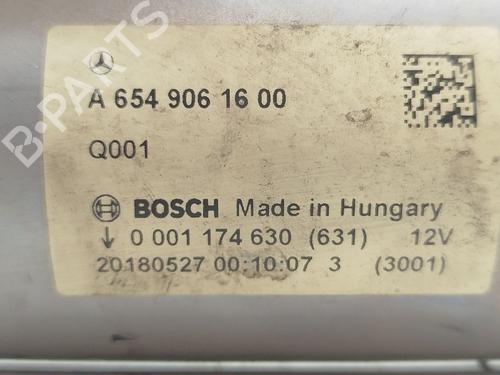 A 654 906 16 00
Q001
BOSCH Made in Hungary
↓ 0 001 174 630 (631) 12V
20180527 00:10:07 3 (3001)
B-PARTS